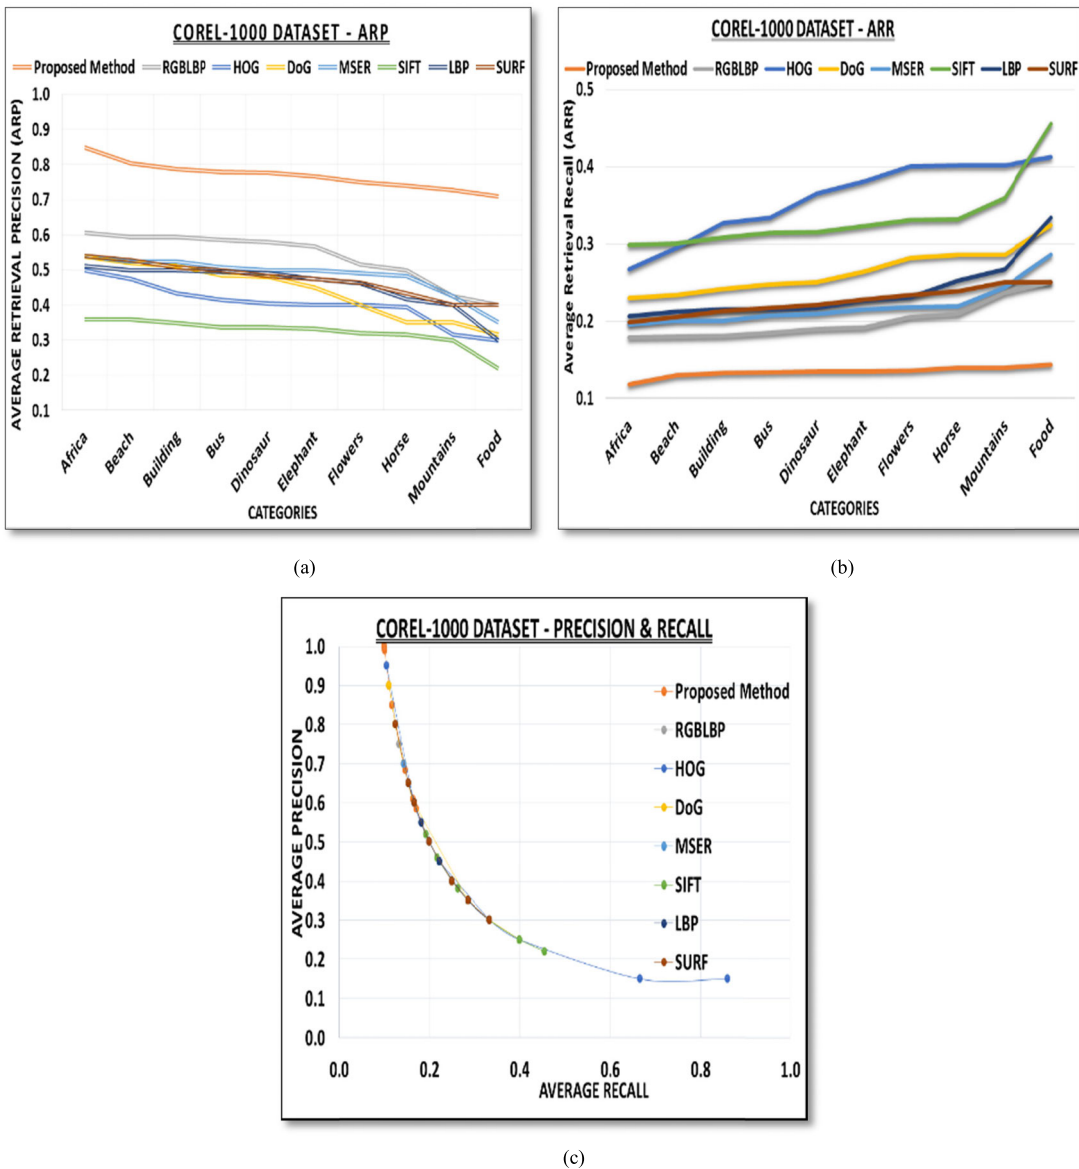 COREL-1000 DATASET - ARP
Proposed Method RGBLBP HOG DoG MSER SIFT LBP SURF
AVERAGE RETRIEVAL PRECISION (ARP)
1.0
0.9
0.8
0.7
0.6
0.5
0.4
0.3
0.2
0.1
Africa
Beach
Building
Bus
Dinosaur
Elephant
Flowers
Horse
Mountains
Food
CATEGORIES
(a)
COREL-1000 DATASET - ARR
Proposed Method RGBLBP HOG DoG MSER SIFT LBP SURF
Average Retrieval Recall (ARR)
0.5
0.4
0.3
0.2
0.1
Africa
Beach
Building
Bus
Dinosaur
Elephant
Flowers
Horse
Mountains
Food
CATEGORIES
(b)
COREL-1000 DATASET - PRECISION & RECALL
AVERAGE PRECISION
1.0
0.9
0.8
0.7
0.6
0.5
0.4
0.3
0.2
0.1
0.0
Proposed Method
RGBLBP
HOG
DoG
MSER
SIFT
LBP
SURF
0.0 0.2 0.4 0.6 0.8 1.0
AVERAGE RECALL
(c)